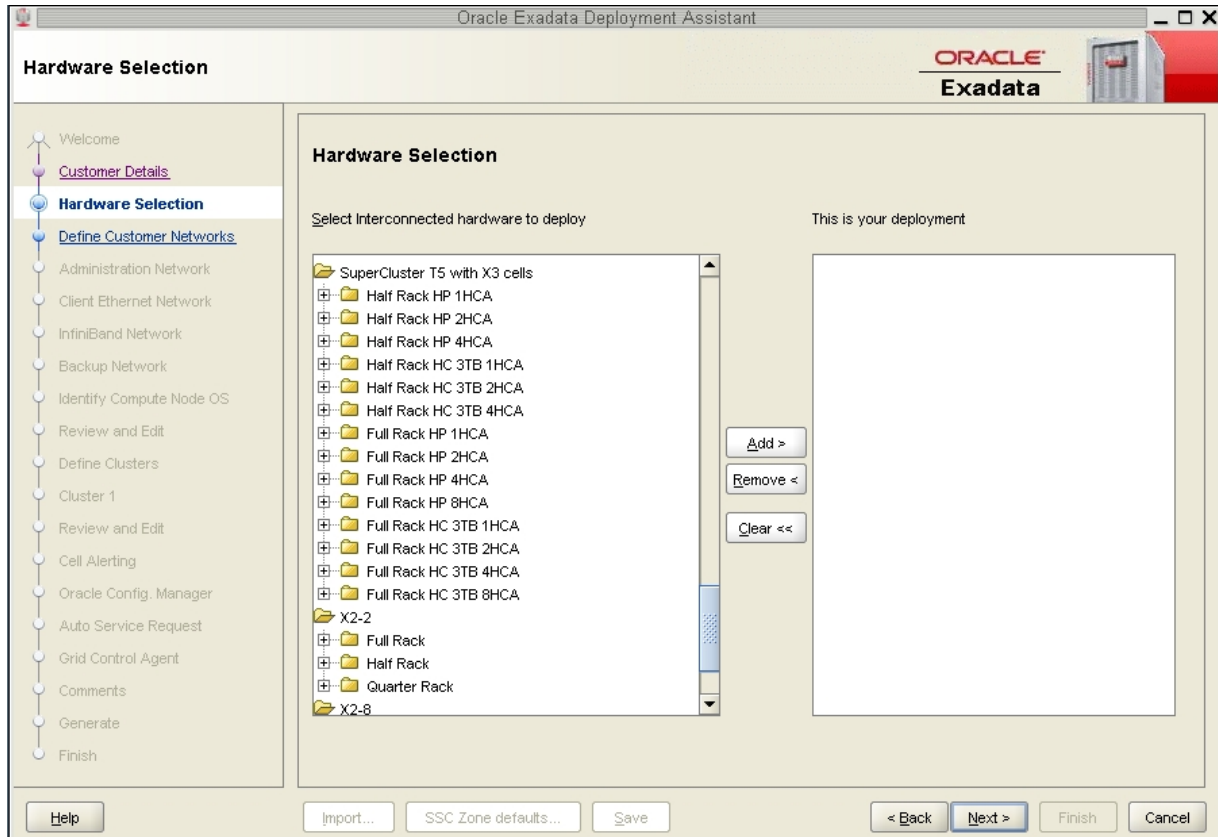 Oracle Exadata Deployment Assistant
Hardware Selection
ORACLE
Exadata
Welcome
Customer Details
Hardware Selection
Define Customer Networks
Administration Network
Client Ethernet Network
InfiniBand Network
Backup Network
Identify Compute Node OS
Review and Edit
Define Clusters
Cluster 1
Review and Edit
Cell Alerting
Oracle Config. Manager
Auto Service Request
Grid Control Agent
Comments
Generate
Finish
Hardware Selection
Select Interconnected hardware to deploy
SuperCluster T5 with X3 cells
Half Rack HP 1HCA
Half Rack HP 2HCA
Half Rack HP 4HCA
Half Rack HC 3TB 1HCA
Half Rack HC 3TB 2HCA
Half Rack HC 3TB 4HCA
Full Rack HP 1HCA
Full Rack HP 2HCA
Full Rack HP 4HCA
Full Rack HP 8HCA
Full Rack HC 3TB 1HCA
Full Rack HC 3TB 2HCA
Full Rack HC 3TB 4HCA
Full Rack HC 3TB 8HCA
X2-2
Full Rack
Half Rack
Quarter Rack
X2-8
Add >
Remove <
Clear <<
This is your deployment
Help
Import...
SSC Zone defaults...
Save
< Back
Next >
Finish
Cancel